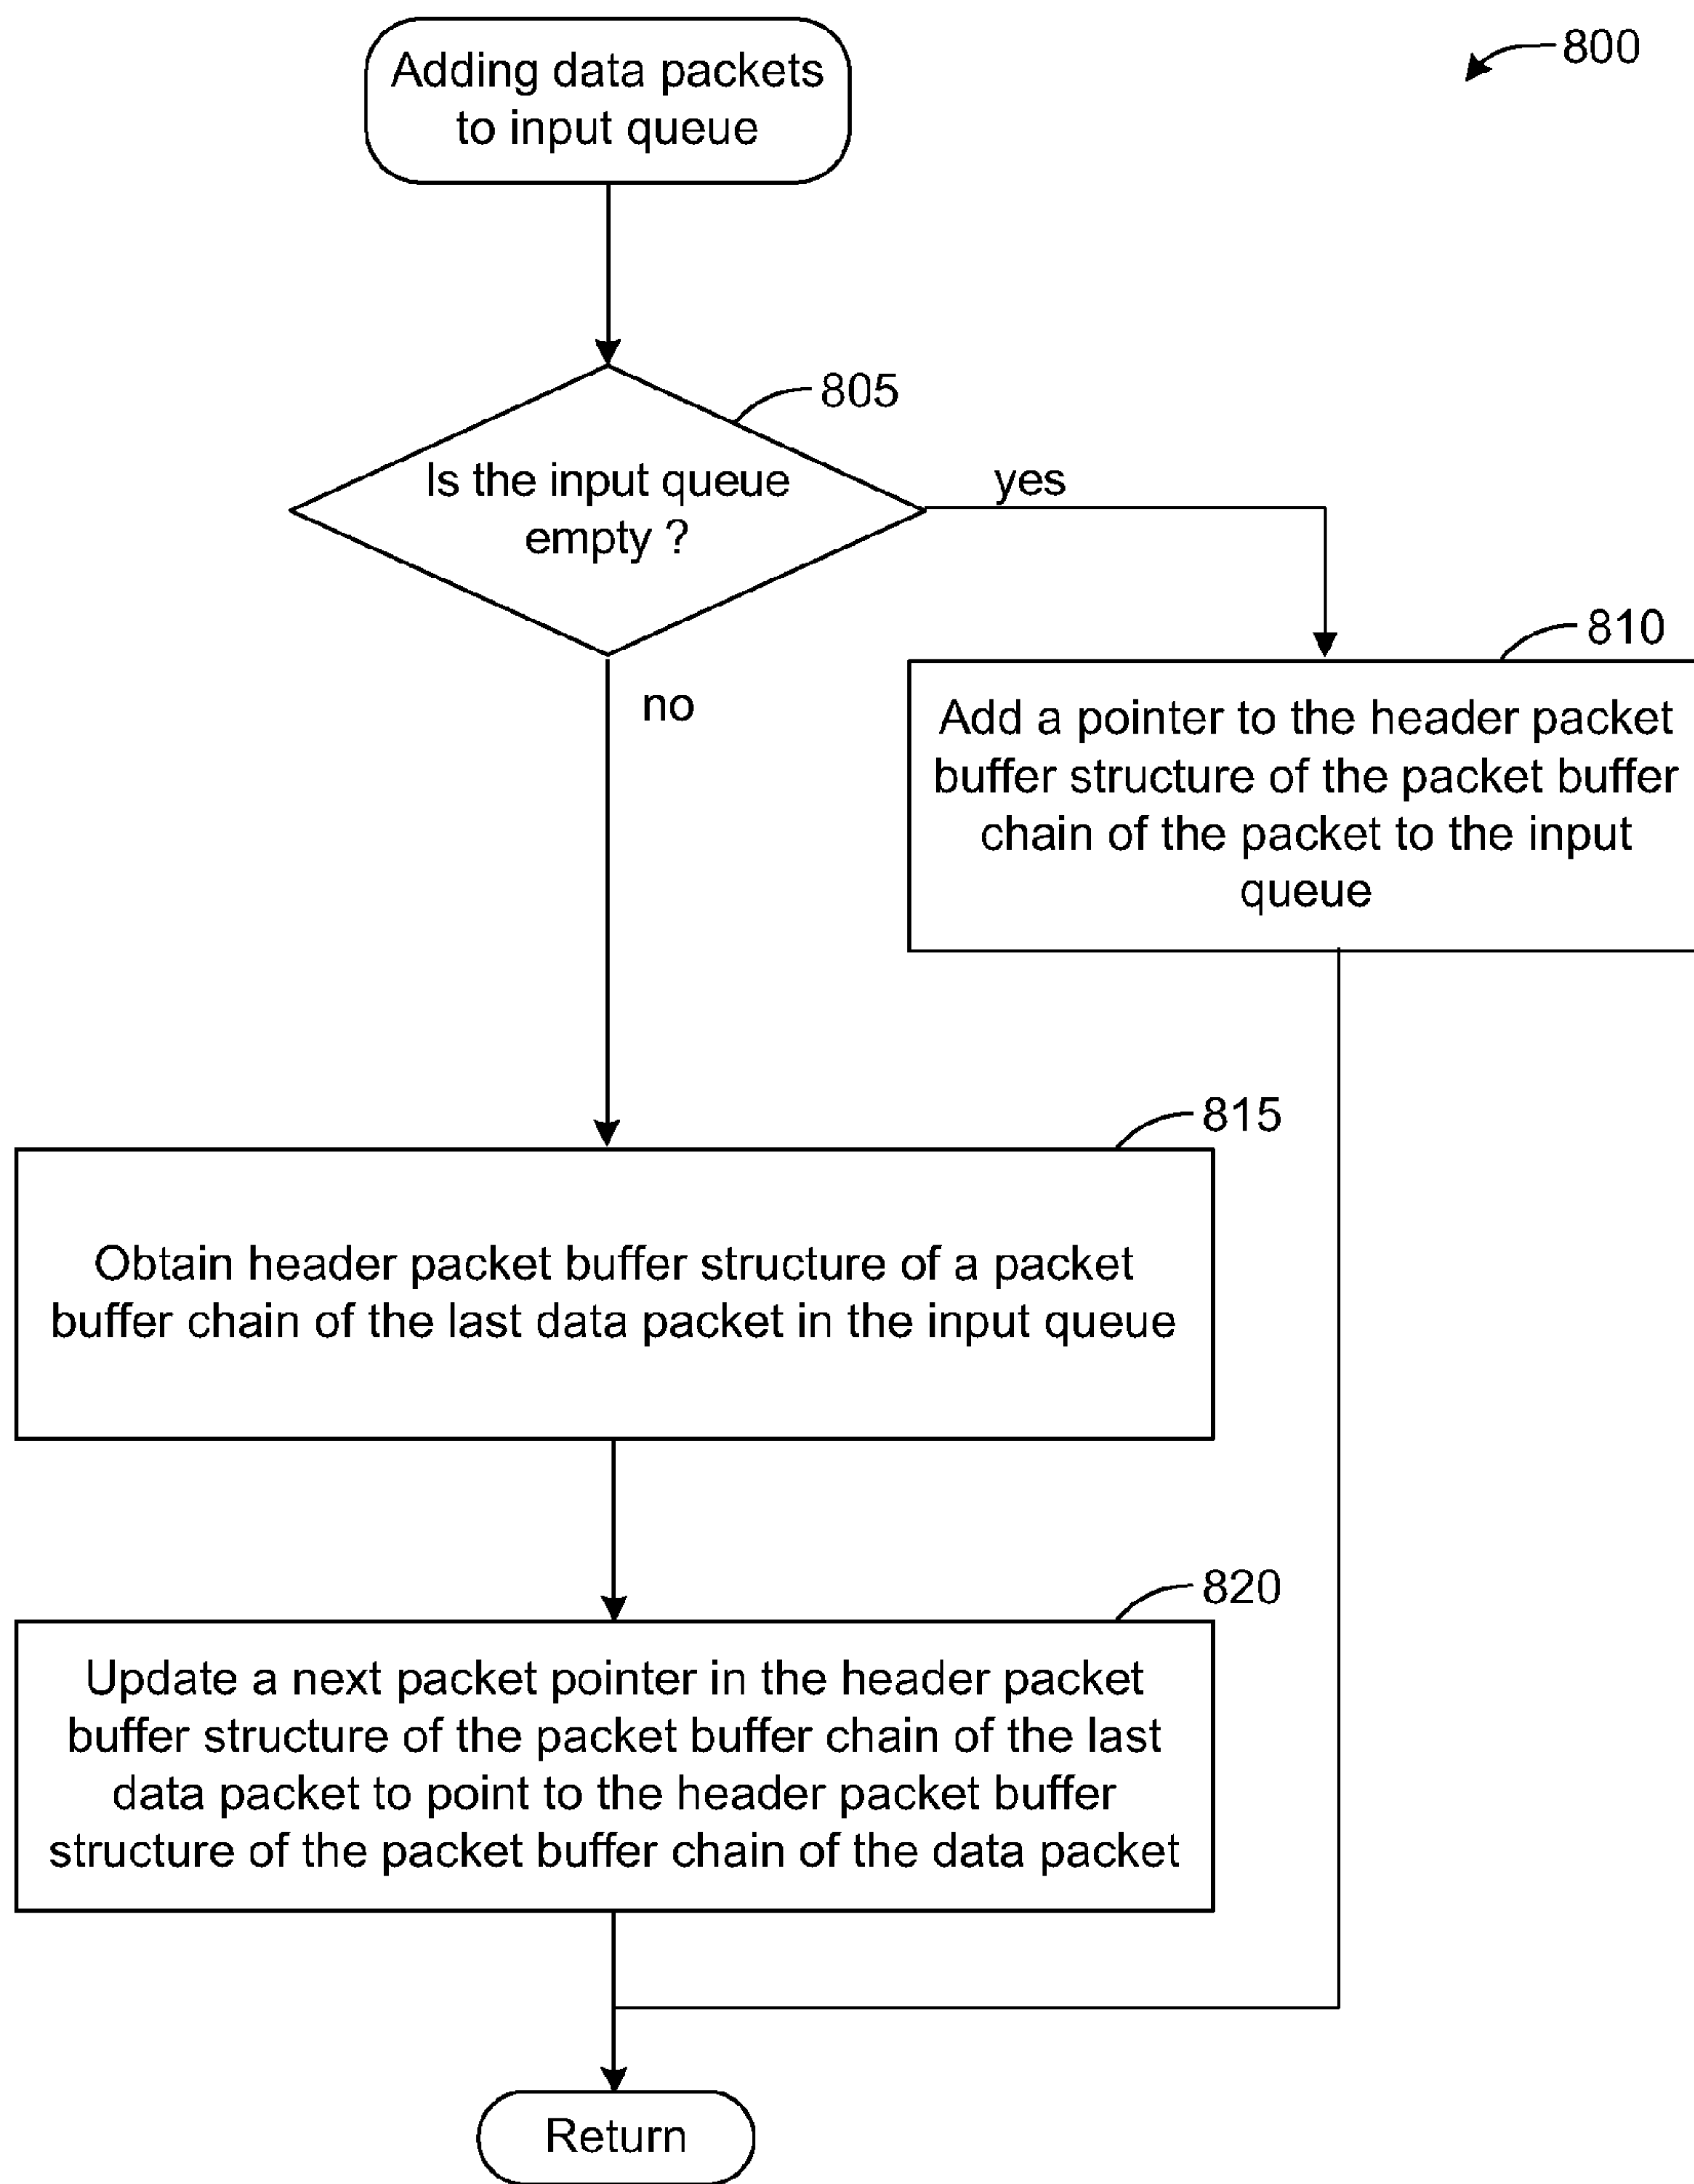 Adding data packets
to input queue
800
805
Is the input queue
empty ?
yes
no
810
Add a pointer to the header packet
buffer structure of the packet buffer
chain of the packet to the input
queue
815
Obtain header packet buffer structure of a packet
buffer chain of the last data packet in the input queue
820
Update a next packet pointer in the header packet
buffer structure of the packet buffer chain of the last
data packet to point to the header packet buffer
structure of the packet buffer chain of the data packet
Return